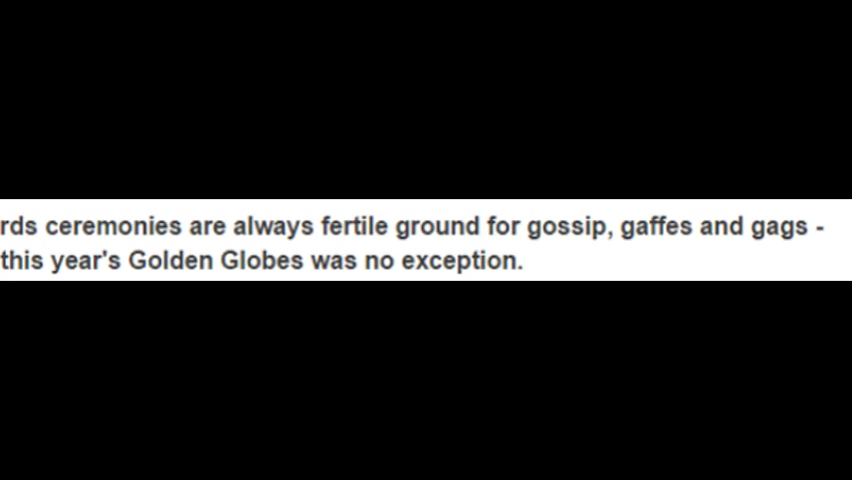 rds ceremonies are always fertile ground for gossip, gaffes and gags -
this year's Golden Globes was no exception.